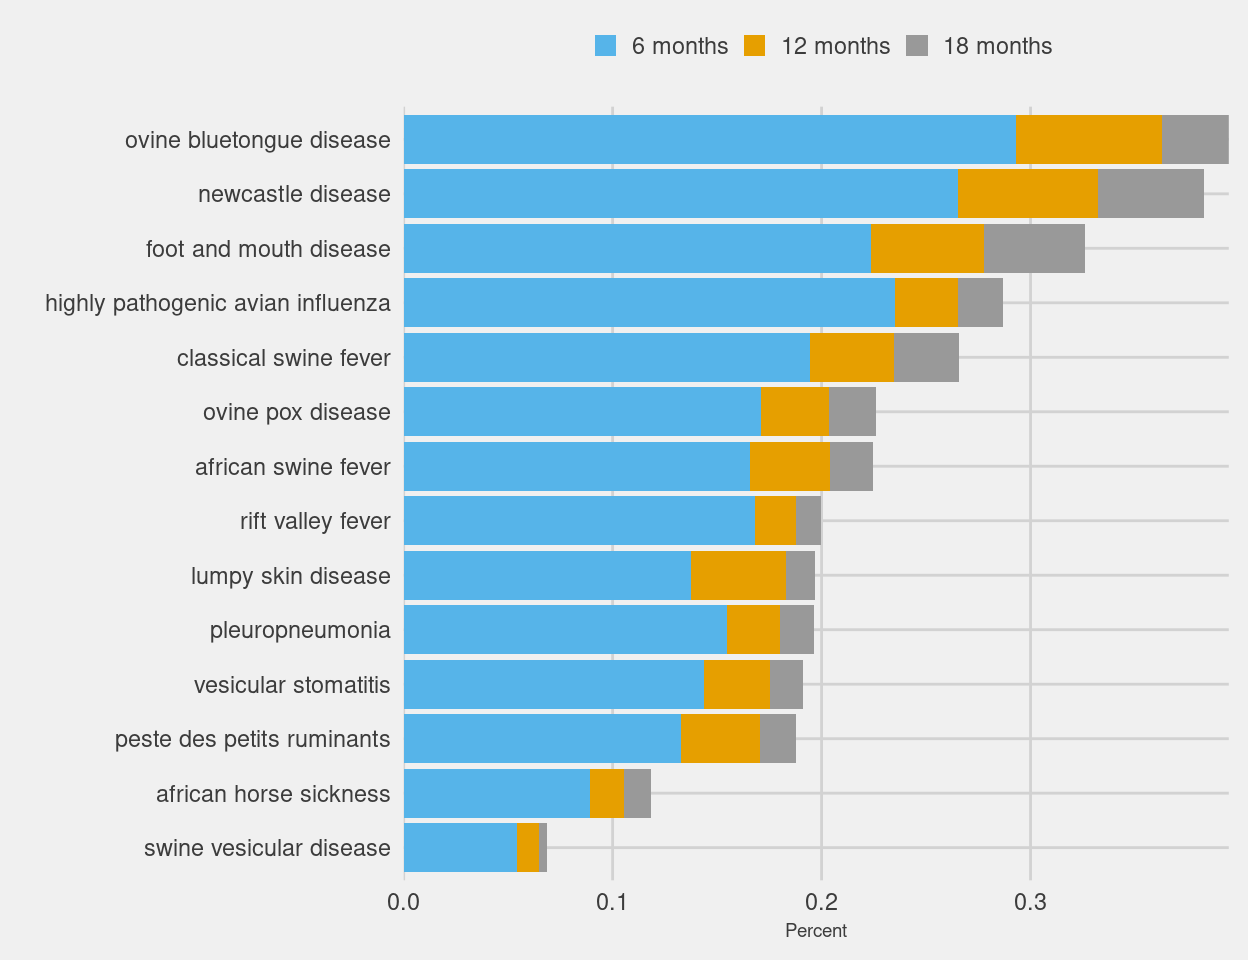 6 months 12 months 18 months
ovine bluetongue disease
newcastle disease
foot and mouth disease
highly pathogenic avian influenza
classical swine fever
ovine pox disease
african swine fever
rift valley fever
lumpy skin disease
pleuropneumonia
vesicular stomatitis
peste des petits ruminants
african horse sickness
swine vesicular disease
0.0 0.1 0.2 0.3
Percent